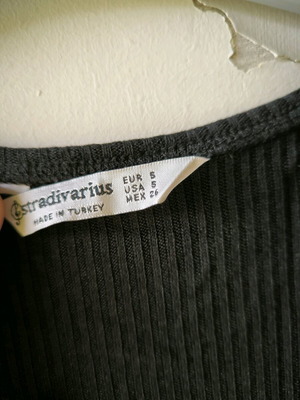 stradivarius
MADE IN TURKEY
EUR S
USA S
MEX 26